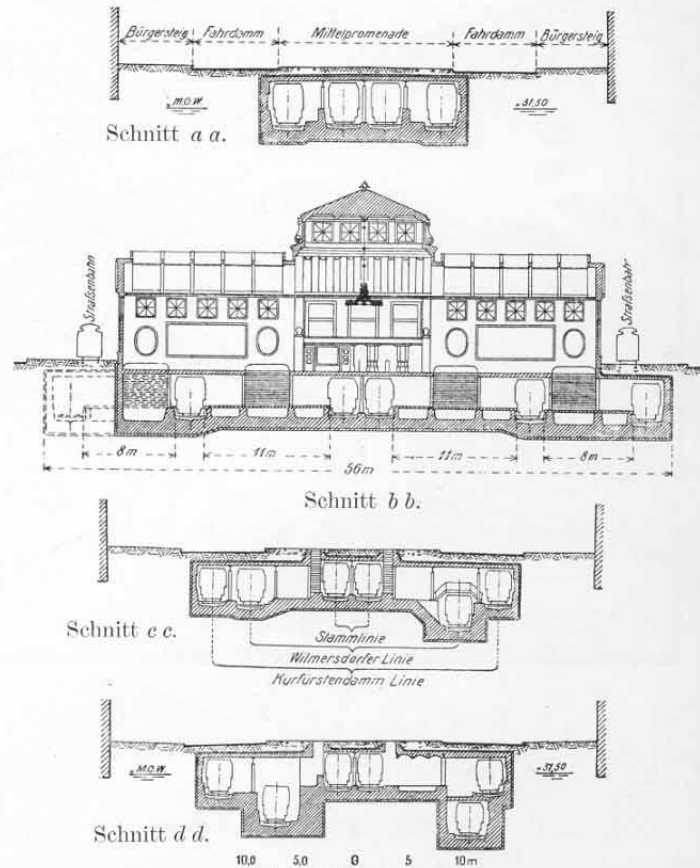 Bürgersteig Fahrdamm Mittelpromenade Fahrdamm Bürgersteig
M.O.W. +31,50
Schnitt a a.
Straßenbahn Straßenbahn
8m 11m 11m 8m
56m
Schnitt b b.
Schnitt c c.
Stammlinie
Wilmersdorfer Linie
Kurfürstendamm Linie
M.O.W. +31,50
Schnitt d d.
10,0 5,0 0 5 10m